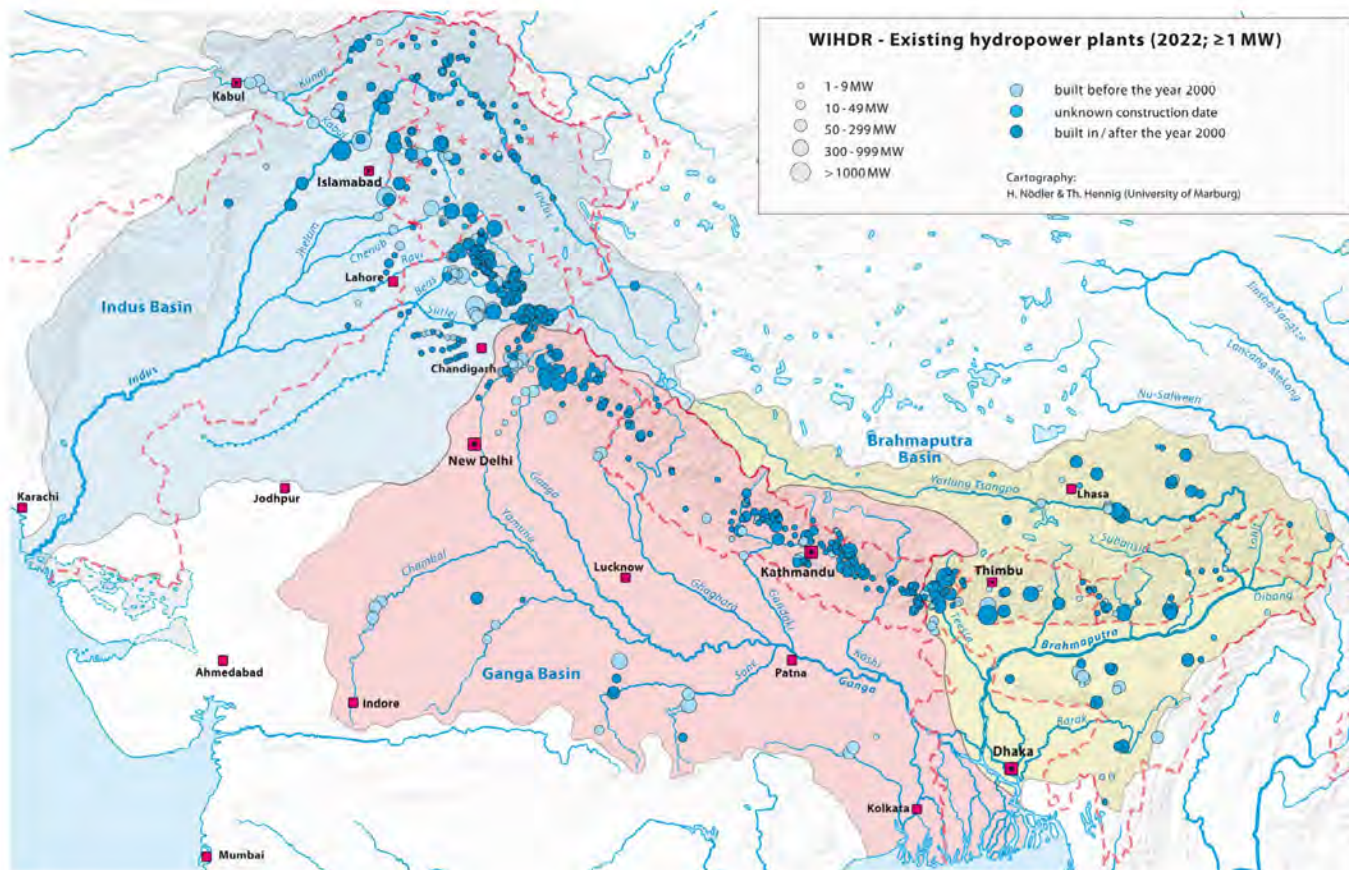 WIHDR - Existing hydropower plants (2022; ≥1 MW)
1 - 9 MW
10 - 49 MW
50 - 299 MW
300 - 999 MW
> 1000 MW
built before the year 2000
unknown construction date
built in / after the year 2000
Cartography:
H. Nödler & Th. Hennig (University of Marburg)
Kunar
Kabul
Kabul
Islamabad
Indus
Jhelum
Chenub
Ravi
Lahore
Beas
Sutlej
Indus Basin
Chandigarh
Indus
Jinsha-Yangtze
Lancang-Mekong
Nu-Salween
Brahmaputra
Basin
New Delhi
Yarlung Tsangpo
Lhasa
Karachi
Jodhpur
Ganga
Yamuna
Subansiri
Lohit
Chambal
Lucknow
Kathmandu
Thimbu
Ghaghara
Gandaki
Teesta
Dibang
Brahmaputra
Kashi
Ahmedabad
Ganga Basin
Sone
Patna
Ganga
Indore
Barak
Dhaka
Kolkata
Mumbai